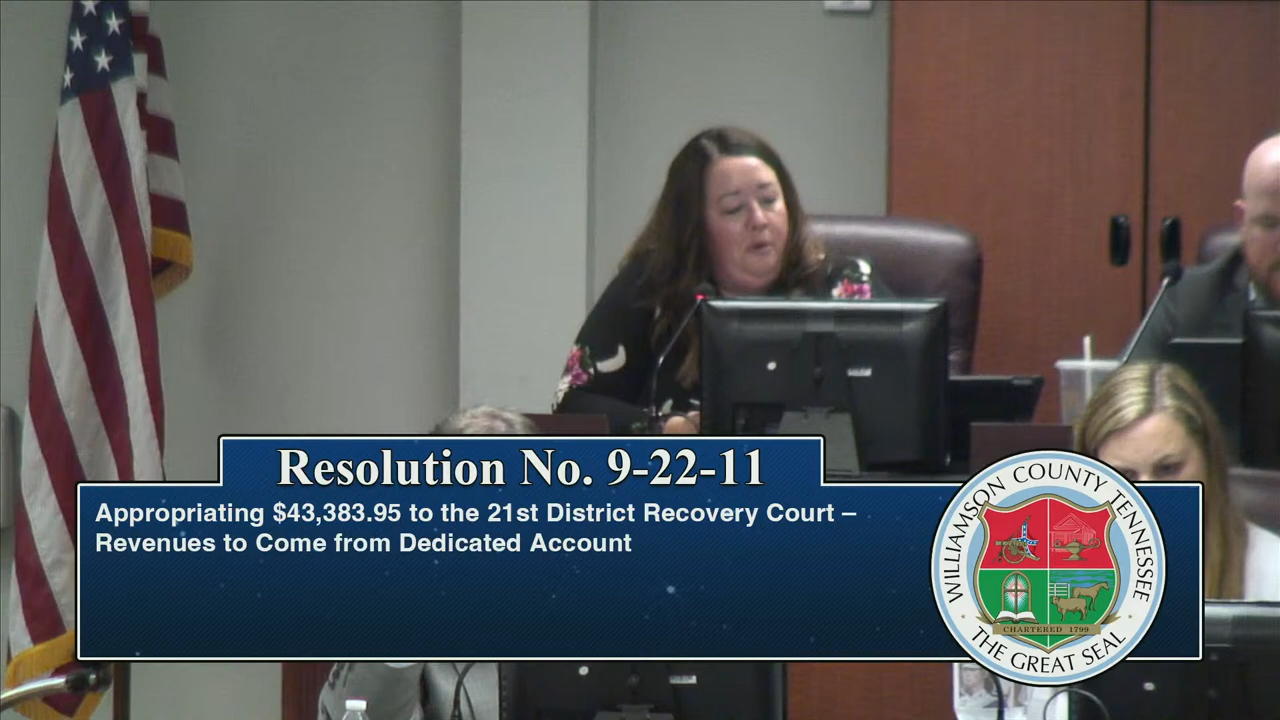 Resolution No. 9-22-11
Appropriating $43,383.95 to the 21st District Recovery Court –
Revenues to Come from Dedicated Account
WILLIAMSON COUNTY TENNESSEE
CHARTERED 1799
· THE GREAT SEAL ·